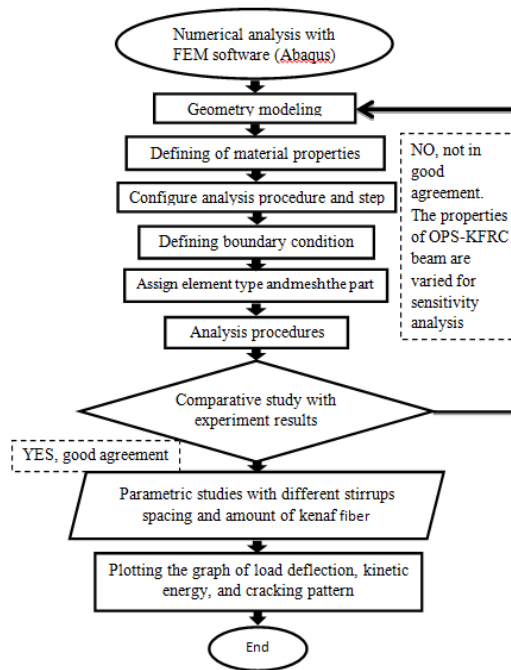 Numerical analysis with
FEM software (Abaqus)
Geometry modeling
Defining of material properties
Configure analysis procedure and step
Defining boundary condition
Assign element type andmeshthe part
Analysis procedures
Comparative study with
experiment results
NO, not in
good
agreement.
The properties
of OPS-KFRC
beam are
varied for
sensitivity
analysis
YES, good agreement
Parametric studies with different stirrups
spacing and amount of kenaf fiber
Plotting the graph of load deflection, kinetic
energy, and cracking pattern
End